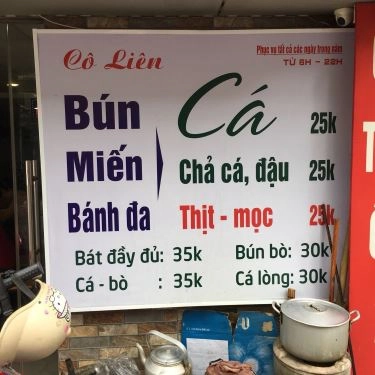 Cô Liên
Phục vụ tất cả các ngày trong năm
TỪ 6H - 22H
Bún
Miến
Bánh đa
Cá 25k
Chả cá, đậu 25k
Thịt - mọc 25k
Bát đầy đủ: 35k
Bún bò: 30k
Cá - bò : 35k
Cá lòng: 30k